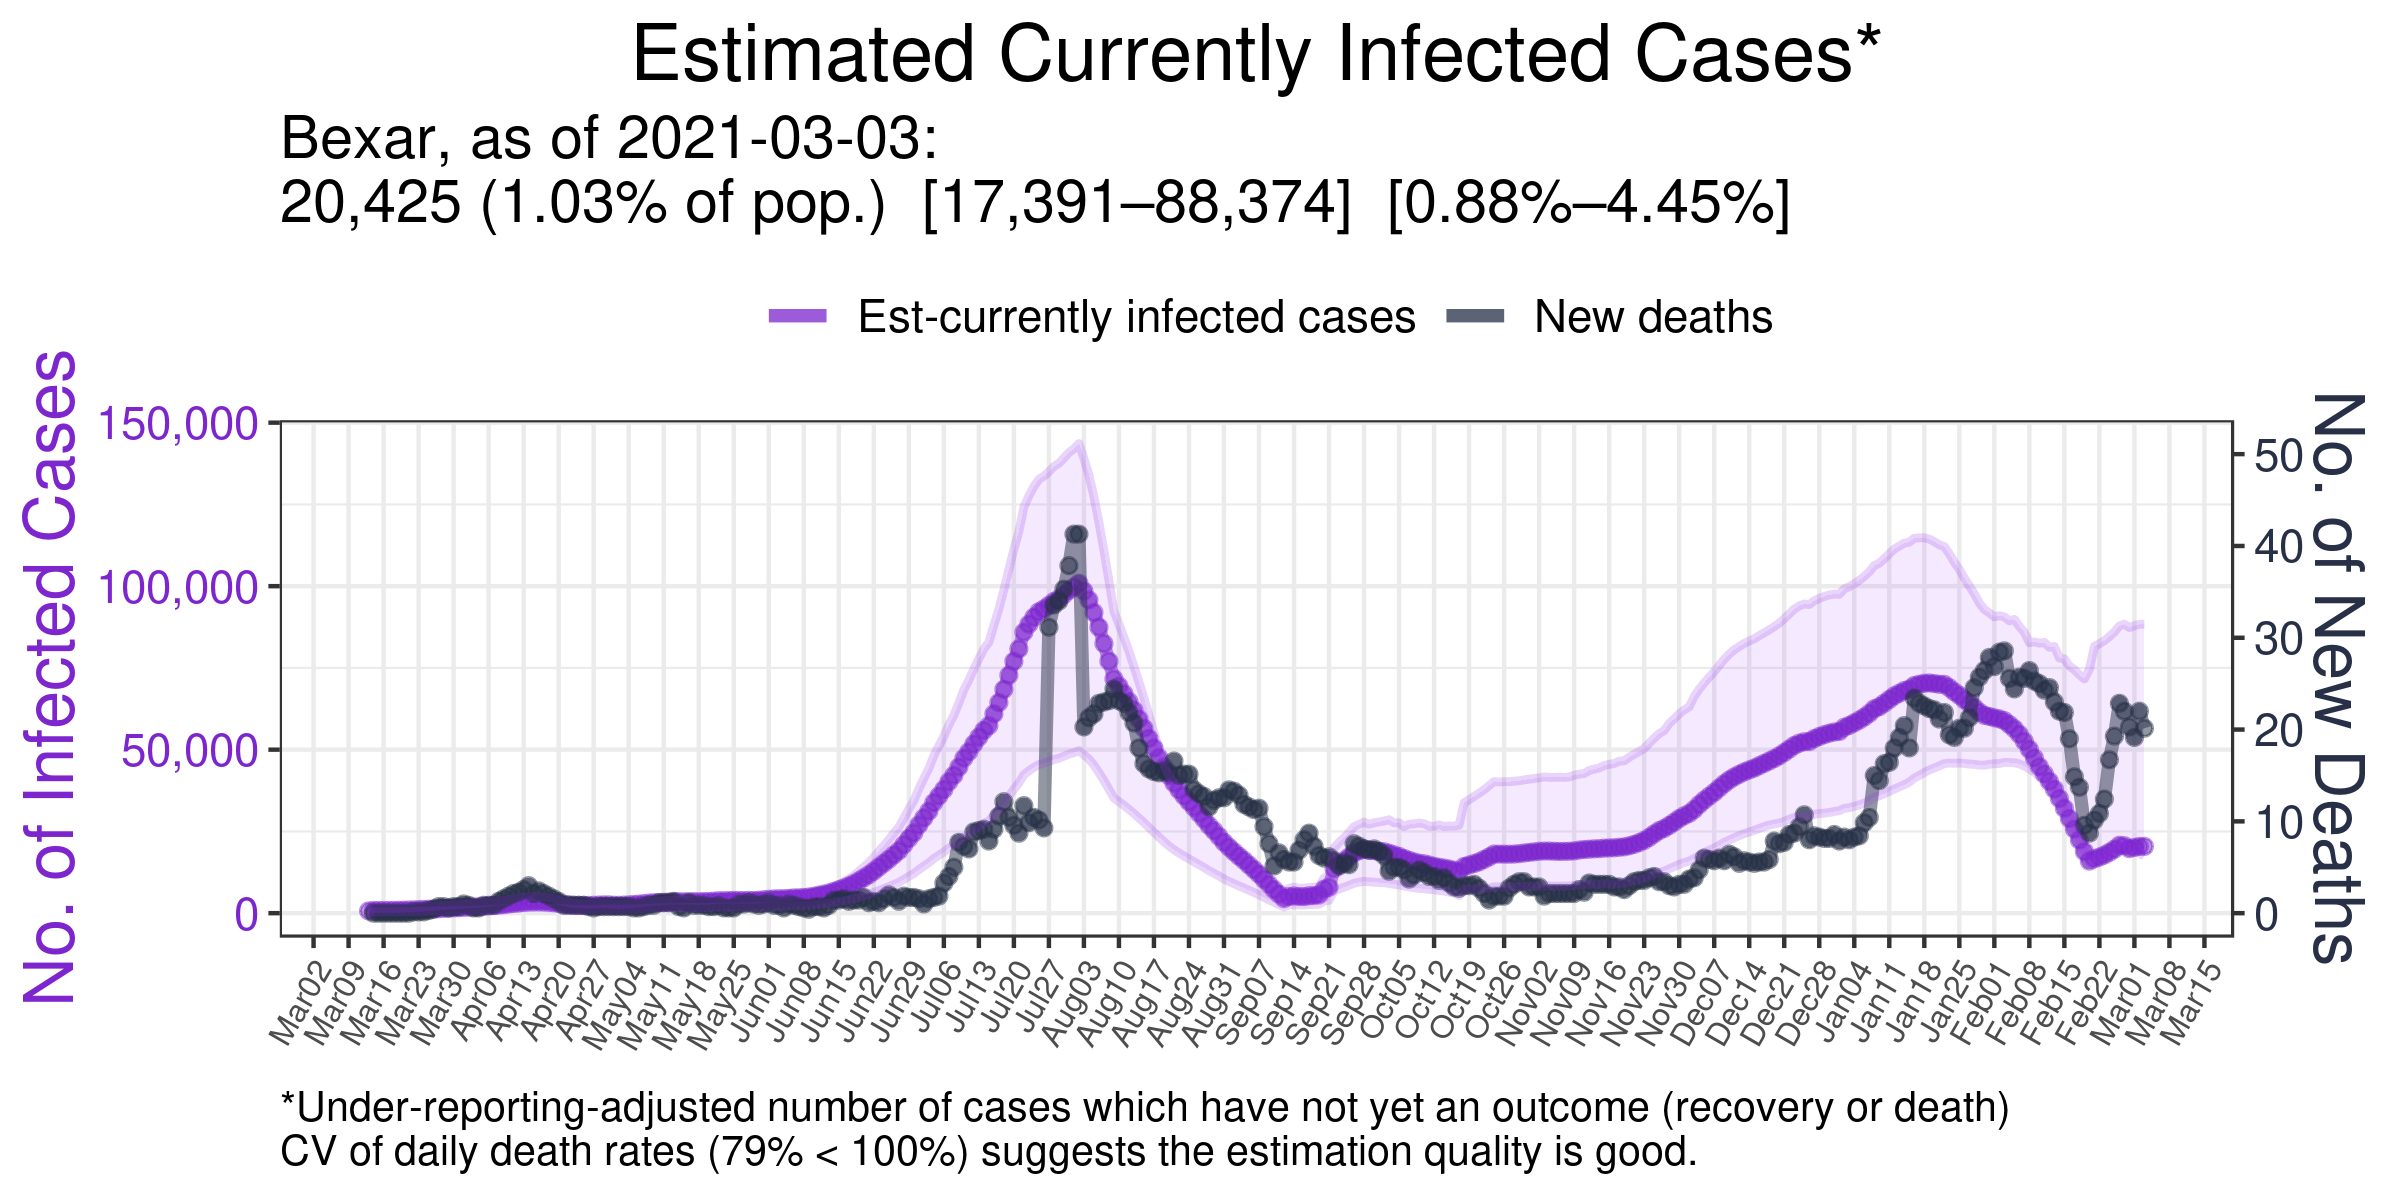 Estimated Currently Infected Cases*
Bexar, as of 2021-03-03:
20,425 (1.03% of pop.)  [17,391–88,374]  [0.88%–4.45%]
Est-currently infected cases
New deaths
No. of Infected Cases
150,000
100,000
50,000
0
50
40
30
20
10
0
No. of New Deaths
Mar02
Mar09
Mar16
Mar23
Mar30
Apr06
Apr13
Apr20
Apr27
May04
May11
May18
May25
Jun01
Jun08
Jun15
Jun22
Jun29
Jul06
Jul13
Jul20
Jul27
Aug03
Aug10
Aug17
Aug24
Aug31
Sep07
Sep14
Sep21
Sep28
Oct05
Oct12
Oct19
Oct26
Nov02
Nov09
Nov16
Nov23
Nov30
Dec07
Dec14
Dec21
Dec28
Jan04
Jan11
Jan18
Jan25
Feb01
Feb08
Feb15
Feb22
Mar01
Mar08
Mar15
*Under-reporting-adjusted number of cases which have not yet an outcome (recovery or death)
CV of daily death rates (79% < 100%) suggests the estimation quality is good.